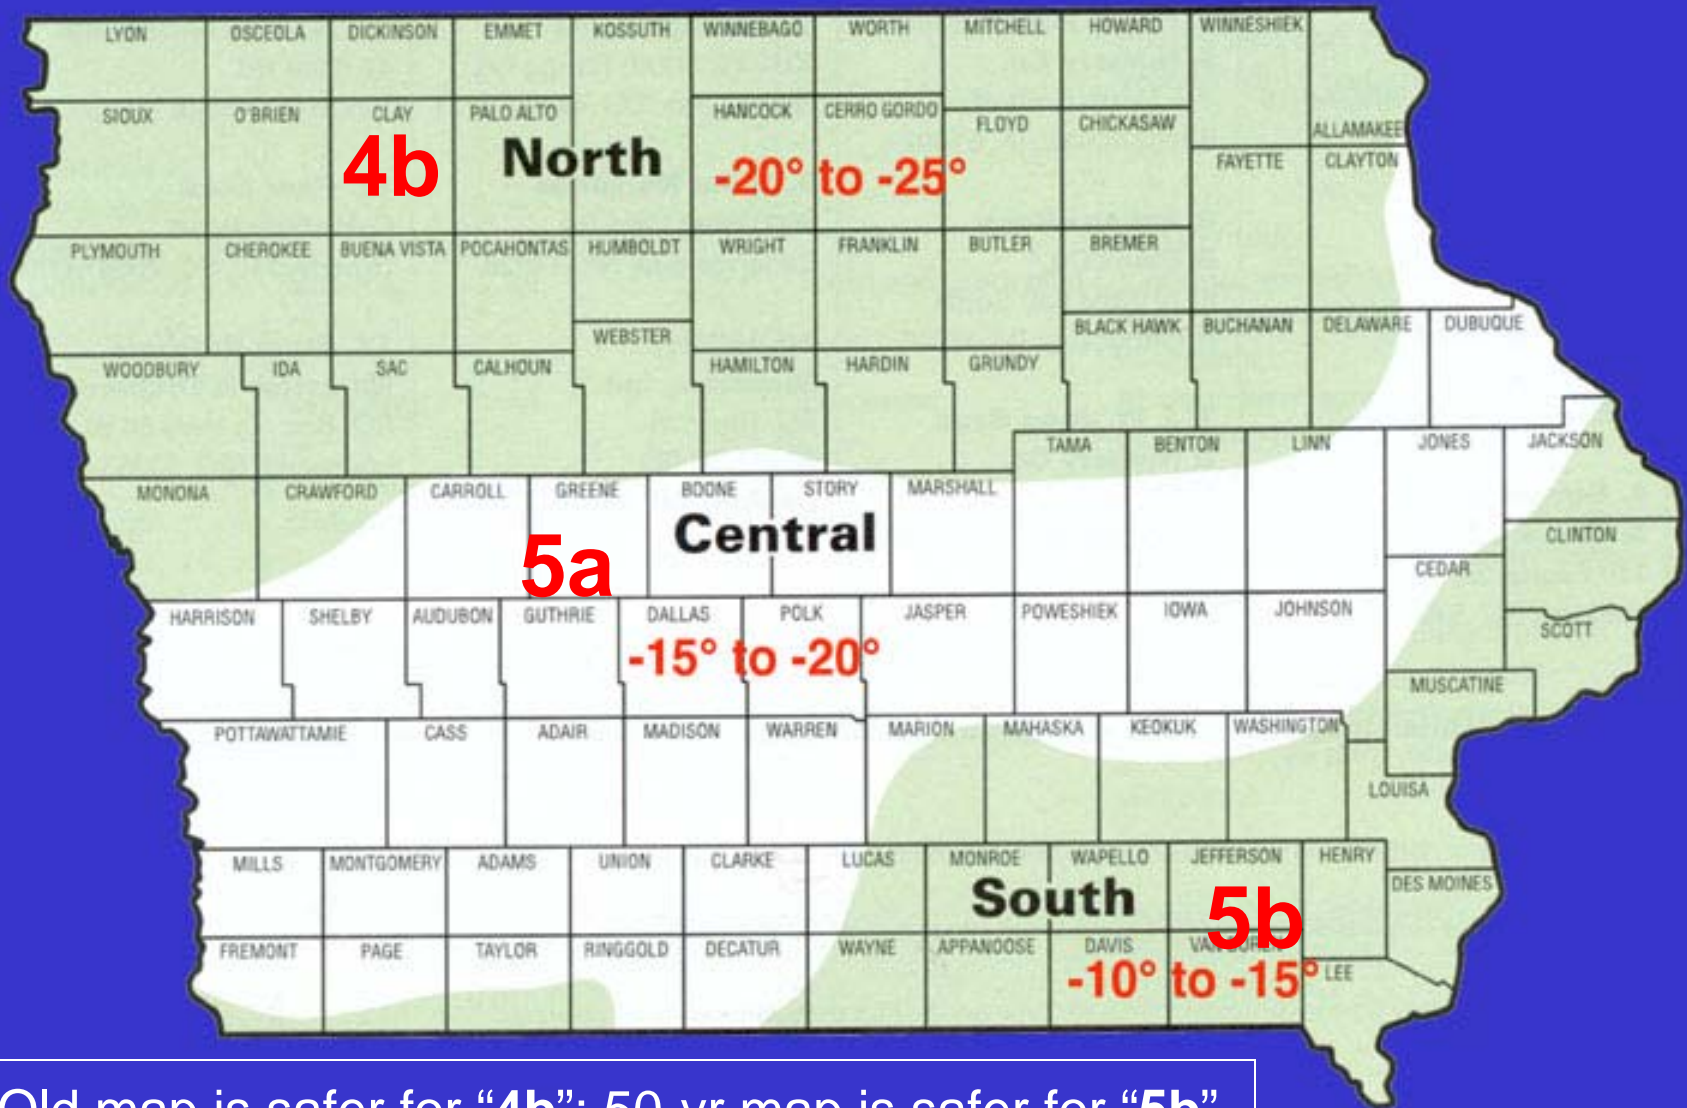 LYON OSCEOLA DICKINSON EMMET KOSSUTH WINNEBAGO WORTH MITCHELL HOWARD WINNESHIEK
ALLAMAKEE
SIOUX O'BRIEN CLAY PALO ALTO HANCOCK CERRO GORDO FLOYD CHICKASAW
4b North -20° to -25°
FAYETTE CLAYTON
PLYMOUTH CHEROKEE BUENA VISTA POCAHONTAS HUMBOLDT WRIGHT FRANKLIN BUTLER BREMER
WEBSTER BLACK HAWK BUCHANAN DELAWARE DUBUQUE
WOODBURY IDA SAC CALHOUN HAMILTON HARDIN GRUNDY
TAMA BENTON LINN JONES JACKSON
MONONA CRAWFORD CARROLL GREENE BOONE STORY MARSHALL
Central
CLINTON
5a
CEDAR
HARRISON SHELBY AUDUBON GUTHRIE DALLAS POLK JASPER POWESHIEK IOWA JOHNSON
SCOTT
-15° to -20°
MUSCATINE
POTTAWATTAMIE CASS ADAIR MADISON WARREN MARION MAHASKA KEOKUK WASHINGTON
LOUISA
MILLS MONTGOMERY ADAMS UNION CLARKE LUCAS MONROE WAPELLO JEFFERSON HENRY
DES MOINES
South 5b
FREMONT PAGE TAYLOR RINGGOLD DECATUR WAYNE APPANOOSE DAVIS VAN BUREN
-10° to -15° LEE
Old map is safer for “4b”; 50-yr map is safer for “5b”